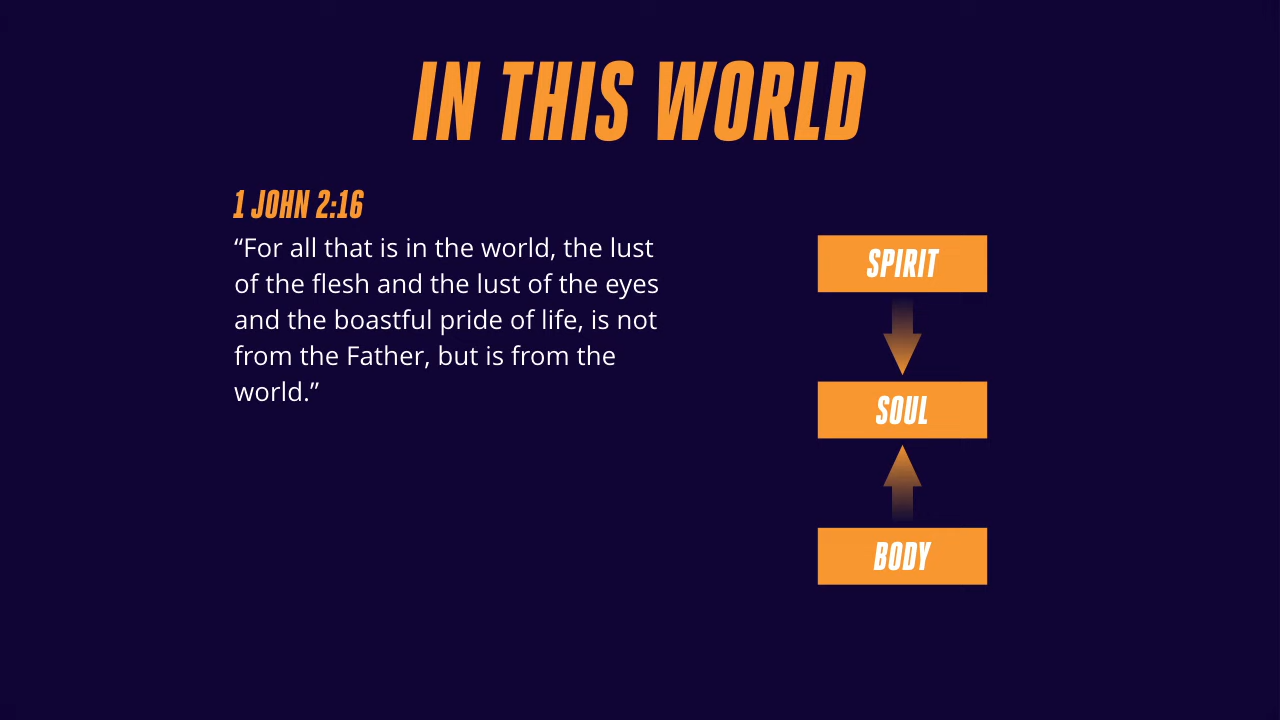 IN THIS WORLD
1 JOHN 2:16
“For all that is in the world, the lust
of the flesh and the lust of the eyes
and the boastful pride of life, is not
from the Father, but is from the
world.”
SPIRIT
SOUL
BODY